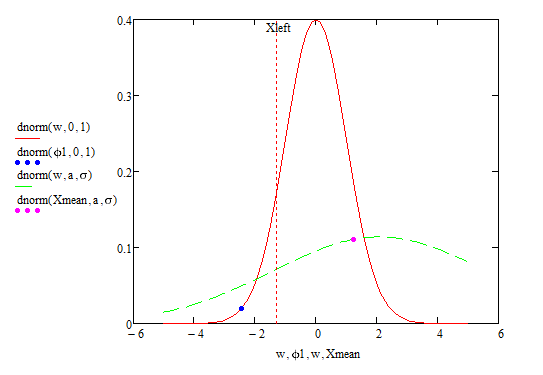 Xleft
0.4
0.3
0.2
0.1
0
dnorm(w, 0, 1)
dnorm(ϕ1, 0, 1)
dnorm(w, a, σ)
dnorm(Xmean, a, σ)
−6 −4 −2 0 2 4 6
w, ϕ1, w, Xmean